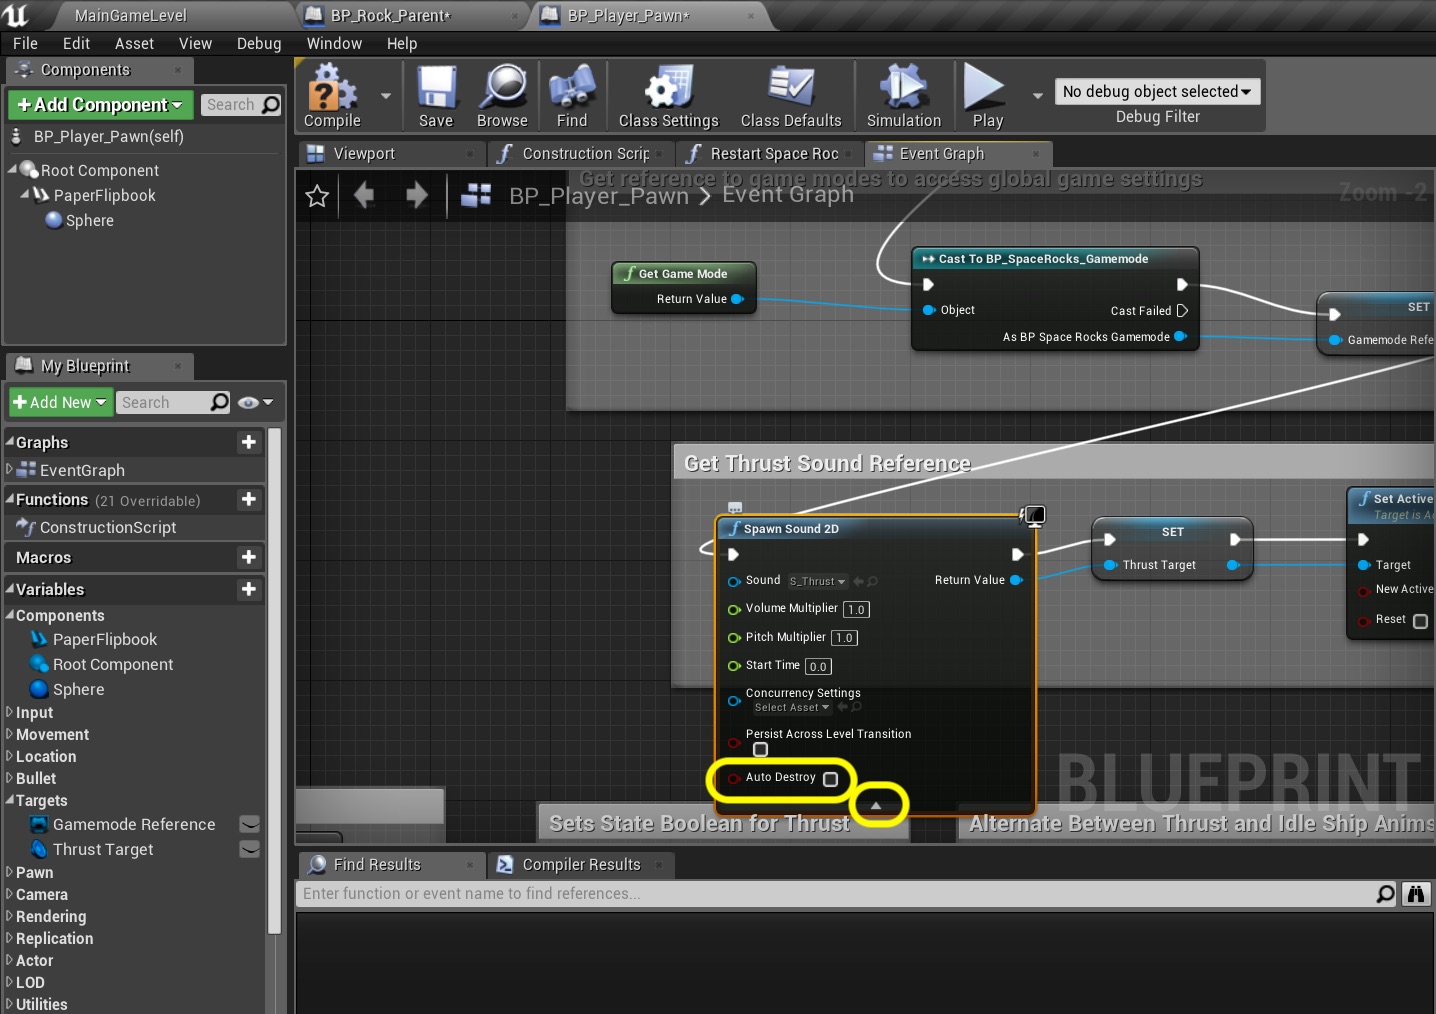 MainGameLevel
BP_Rock_Parent*
BP_Player_Pawn*
File Edit Asset View Debug Window Help
Components
+Add Component
Search
BP_Player_Pawn(self)
Root Component
PaperFlipbook
Sphere
My Blueprint
+Add New
Search
Graphs
EventGraph
Functions (21 Overridable)
ConstructionScript
Macros
Variables
Components
PaperFlipbook
Root Component
Sphere
Input
Movement
Location
Bullet
Targets
Gamemode Reference
Thrust Target
Pawn
Camera
Rendering
Replication
Actor
LOD
Utilities
Compile
Save
Browse
Find
Class Settings
Class Defaults
Simulation
Play
No debug object selected
Debug Filter
Viewport
Construction Scrip
Restart Space Roc
Event Graph
Get reference to game modes to access global game settings
BP_Player_Pawn > Event Graph
Zoom -2
Get Game Mode
Return Value
Cast To BP_SpaceRocks_Gamemode
Object
Cast Failed
As BP Space Rocks Gamemode
SET
Gamemode Refe
Get Thrust Sound Reference
Spawn Sound 2D
Sound S_Thrust
Return Value
Volume Multiplier 1.0
Pitch Multiplier 1.0
Start Time 0.0
Concurrency Settings
Select Asset
Persist Across Level Transition
Auto Destroy
SET
Thrust Target
Set Active
Target is Ac
Target
New Active
Reset
BLUEPRINT
Sets State Boolean for Thrust
Alternate Between Thrust and Idle Ship Anims
Find Results
Compiler Results
Enter function or event name to find references...